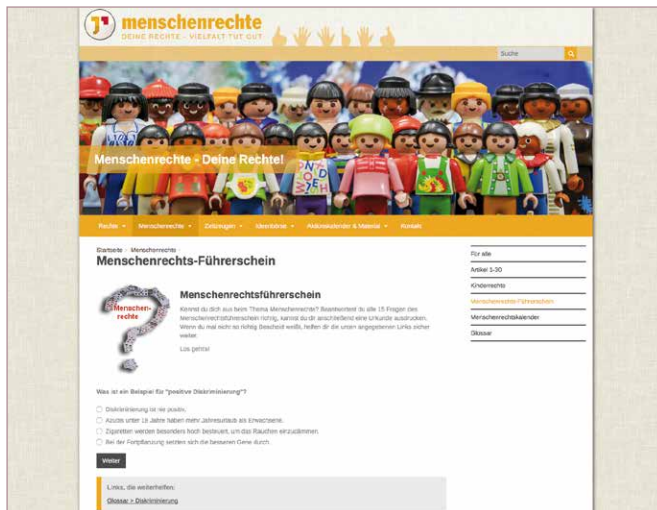 menschenrechte
DEINE RECHTE - VIELFALT TUT GUT
Suche
Menschenrechte - Deine Rechte!
Rechte Menschenrechte Zeitzeugen Ideenbörse Aktionskalender & Material Kontakt
Startseite Menschenrechte
Menschenrechts-Führerschein
Menschen-
rechte
Menschenrechtsführerschein
Kennst du dich aus beim Thema Menschenrechte? Beantwortest du alle 15 Fragen des
Menschenrechtsführerschein richtig, kannst du dir anschließend eine Urkunde ausdrucken.
Wenn du mal nicht so richtig Bescheid weißt, helfen dir die unten angegebenen Links sicher
weiter.
Los geht's!
Was ist ein Beispiel für "positive Diskriminierung"?
Diskriminierung ist nie positiv.
Azubis unter 18 Jahre haben mehr Jahresurlaub als Erwachsene.
Zigaretten werden besonders hoch besteuert, um das Rauchen einzudämmen.
Bei der Fortpflanzung setzten sich die besseren Gene durch.
Weiter
Links, die weiterhelfen:
Glossar > Diskriminierung
Für alle
Artikel 1-30
Kinderrechte
Menschenrechts-Führerschein
Menschenrechtskalender
Glossar